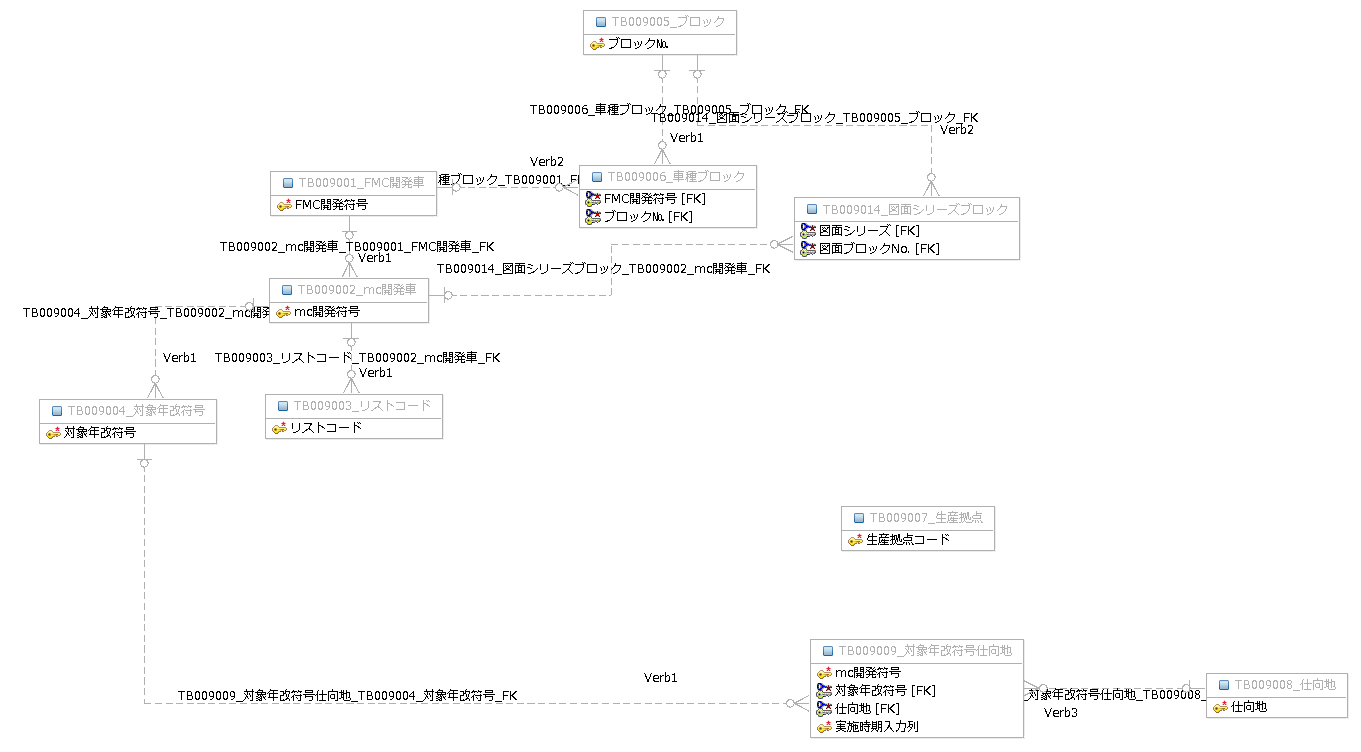 TB009005_ブロック
ブロックNo.
TB009006_車種ブロック_TB009005_ブロック_FK
TB009014_図面シリーズブロック_TB009005_ブロック_FK
Verb2
Verb1
Verb2
TB009001_FMC開発車
FMC開発符号
種ブロック_TB009001_F
TB009006_車種ブロック
FMC開発符号 [FK]
ブロックNo. [FK]
TB009014_図面シリーズブロック
図面シリーズ [FK]
図面ブロックNo. [FK]
TB009002_mc開発車_TB009001_FMC開発車_FK
Verb1
TB009014_図面シリーズブロック_TB009002_mc開発車_FK
TB009002_mc開発車
mc開発符号
TB009004_対象年改符号_TB009002_mc開発
Verb1
TB009003_リストコード_TB009002_mc開発車_FK
Verb1
TB009004_対象年改符号
対象年改符号
TB009003_リストコード
リストコード
TB009007_生産拠点
生産拠点コード
TB009009_対象年改符号仕向地
mc開発符号
対象年改符号 [FK]
仕向地 [FK]
実施時期入力列
Verb1
TB009009_対象年改符号仕向地_TB009004_対象年改符号_FK
対象年改符号仕向地_TB009008_
Verb3
TB009008_仕向地
仕向地